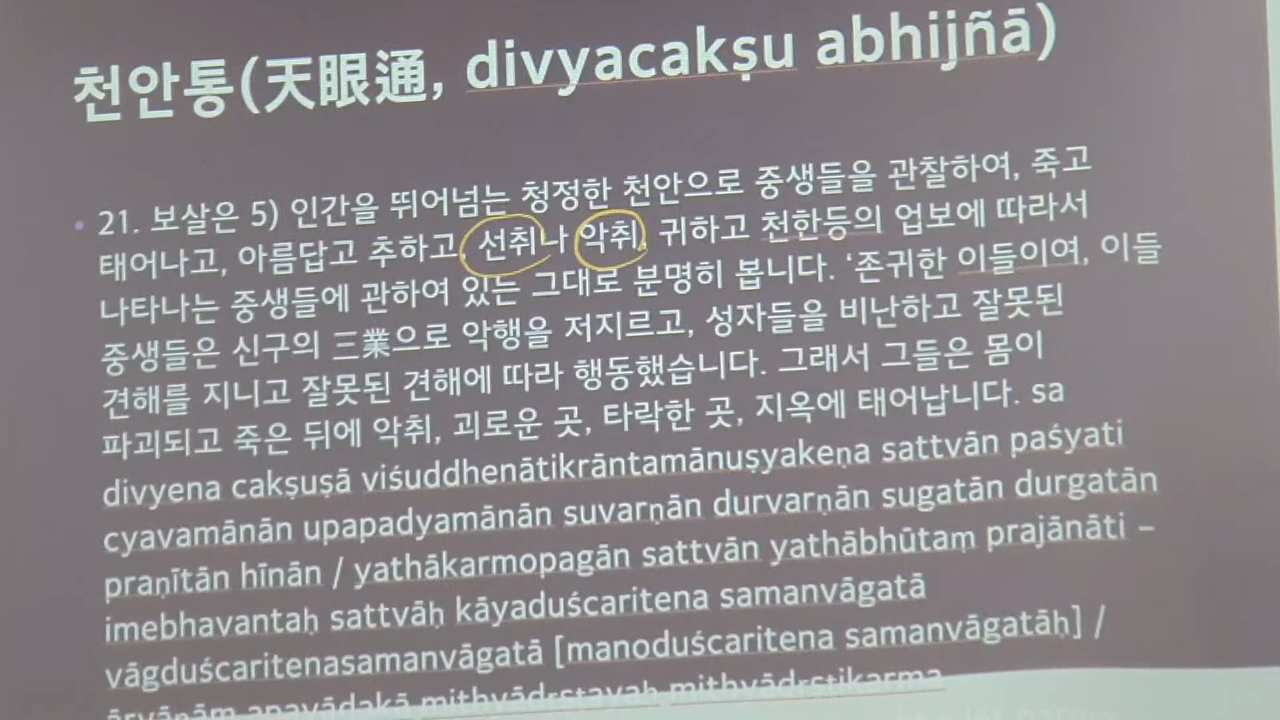 천안통(天眼通, divyacakṣu abhijñā)
• 21. 보살은 5) 인간을 뛰어넘는 청정한 천안으로 중생들을 관찰하여, 죽고
태어나고, 아름답고 추하고, 선취나 악취, 귀하고 천한등의 업보에 따라서
나타나는 중생들에 관하여 있는 그대로 분명히 봅니다. ‘존귀한 이들이여, 이들
중생들은 신구의 三業으로 악행을 저지르고, 성자들을 비난하고 잘못된
견해를 지니고 잘못된 견해에 따라 행동했습니다. 그래서 그들은 몸이
파괴되고 죽은 뒤에 악취, 괴로운 곳, 타락한 곳, 지옥에 태어납니다. sa
divyena cakṣuṣā viśuddhenātikrāntamānuṣyakeṇa sattvān paśyati
cyavamānān upapadyamānān suvarṇān durvarṇān sugatān durgatān
praṇītān hīnān / yathākarmopagān sattvān yathābhūtaṃ prajānāti –
imebhavantaḥ sattvāḥ kāyaduścaritena samanvāgatā
vāgduścaritenasamanvāgatā [manoduścaritena samanvāgatāḥ] /
āryāṇām apavādakā mithyādṛṣṭayaḥ mithyādṛṣṭikarma